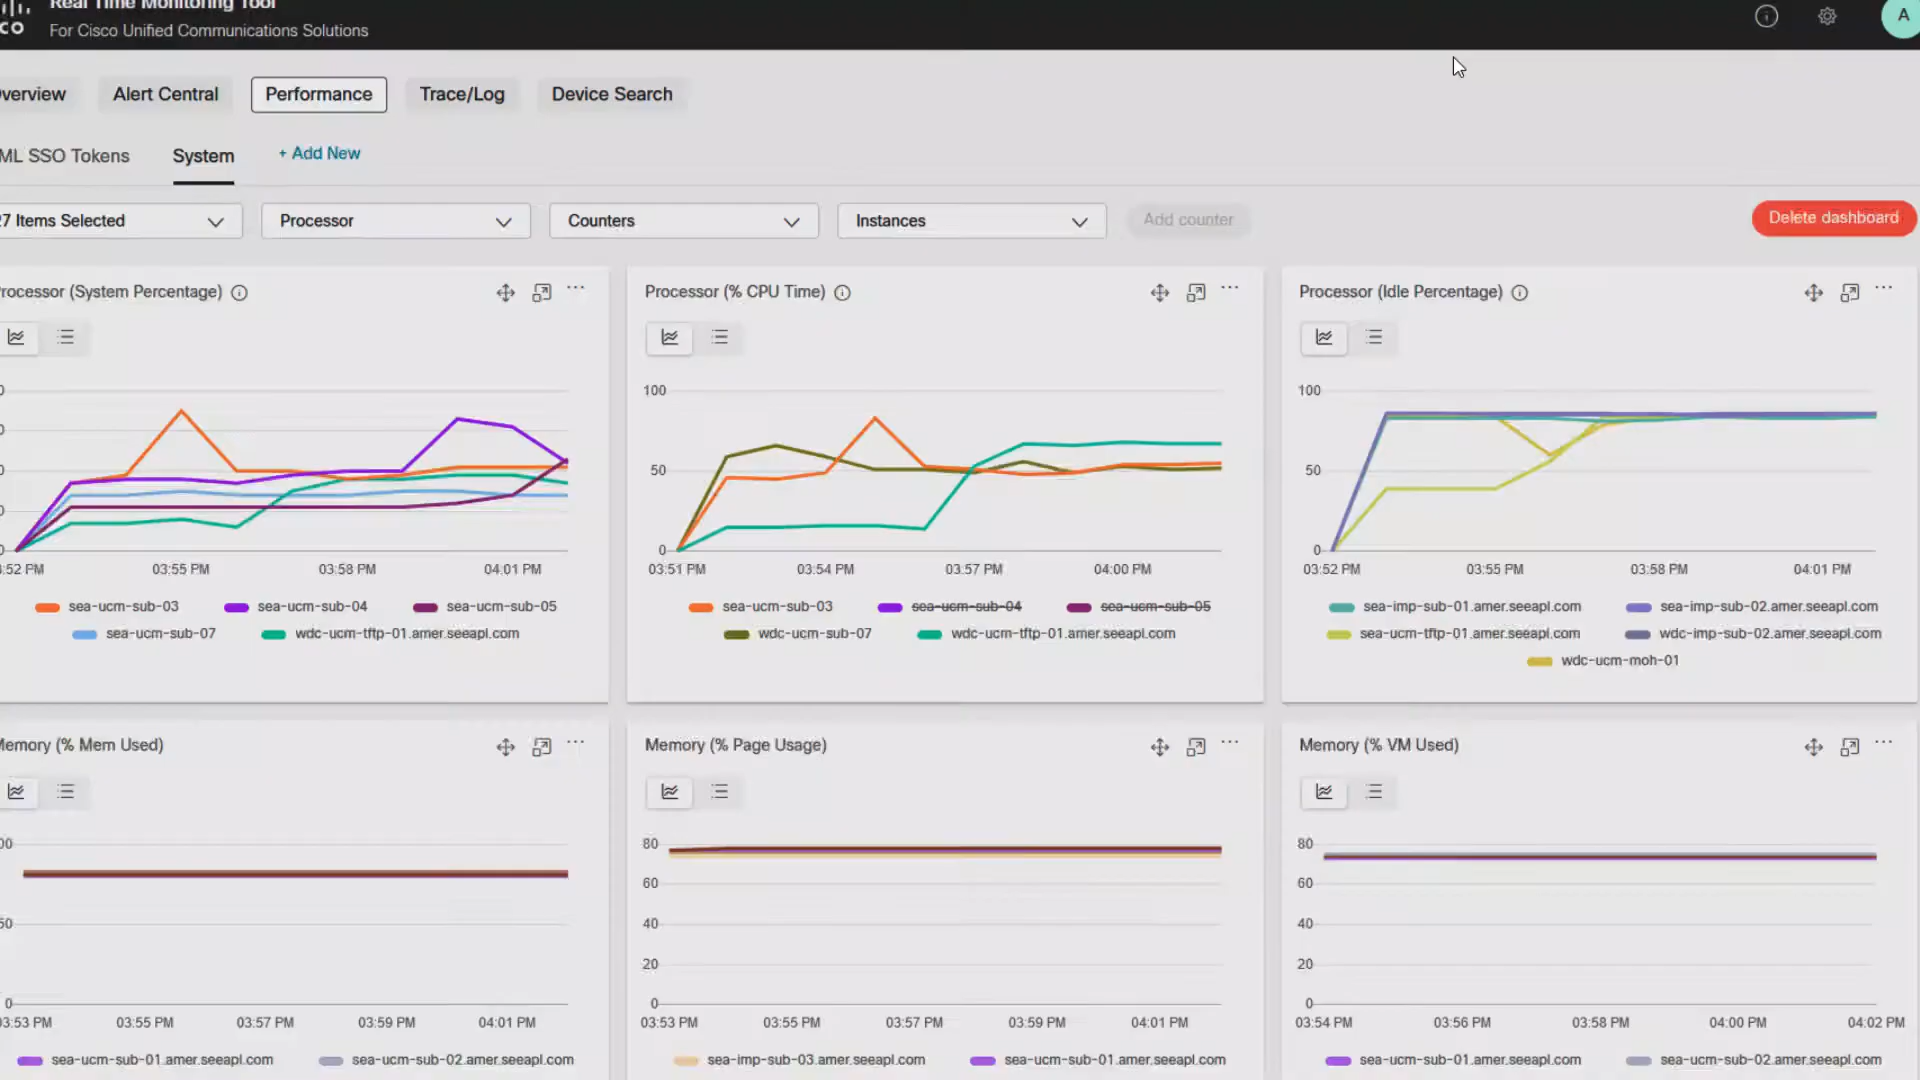 Real Time Monitoring Tool
For Cisco Unified Communications Solutions
A
verview
Alert Central
Performance
Trace/Log
Device Search
ML SSO Tokens
System
+ Add New
27 Items Selected
Processor
Counters
Instances
Add counter
Delete dashboard
rocessor (System Percentage)
03:55 PM
03:58 PM
04:01 PM
:52 PM
sea-ucm-sub-03
sea-ucm-sub-04
sea-ucm-sub-05
sea-ucm-sub-07
wdc-ucm-tftp-01.amer.seeapl.com
Processor (% CPU Time)
100
50
0
03:51 PM
03:54 PM
03:57 PM
04:00 PM
sea-ucm-sub-03
sea-ucm-sub-04
sea-ucm-sub-05
wdc-ucm-sub-07
wdc-ucm-tftp-01.amer.seeapl.com
Processor (Idle Percentage)
100
50
0
03:52 PM
03:55 PM
03:58 PM
04:01 PM
sea-imp-sub-01.amer.seeapl.com
sea-imp-sub-02.amer.seeapl.com
sea-ucm-tftp-01.amer.seeapl.com
wdc-imp-sub-02.amer.seeapl.com
wdc-ucm-moh-01
Memory (% Mem Used)
00
50
0
03:53 PM
03:55 PM
03:57 PM
03:59 PM
04:01 PM
sea-ucm-sub-01.amer.seeapl.com
sea-ucm-sub-02.amer.seeapl.com
Memory (% Page Usage)
80
60
40
20
0
03:53 PM
03:55 PM
03:57 PM
03:59 PM
04:01 PM
sea-imp-sub-03.amer.seeapl.com
sea-ucm-sub-01.amer.seeapl.com
Memory (% VM Used)
80
60
40
20
0
03:54 PM
03:56 PM
03:58 PM
04:00 PM
04:02 PM
sea-ucm-sub-01.amer.seeapl.com
sea-ucm-sub-02.amer.seeapl.com